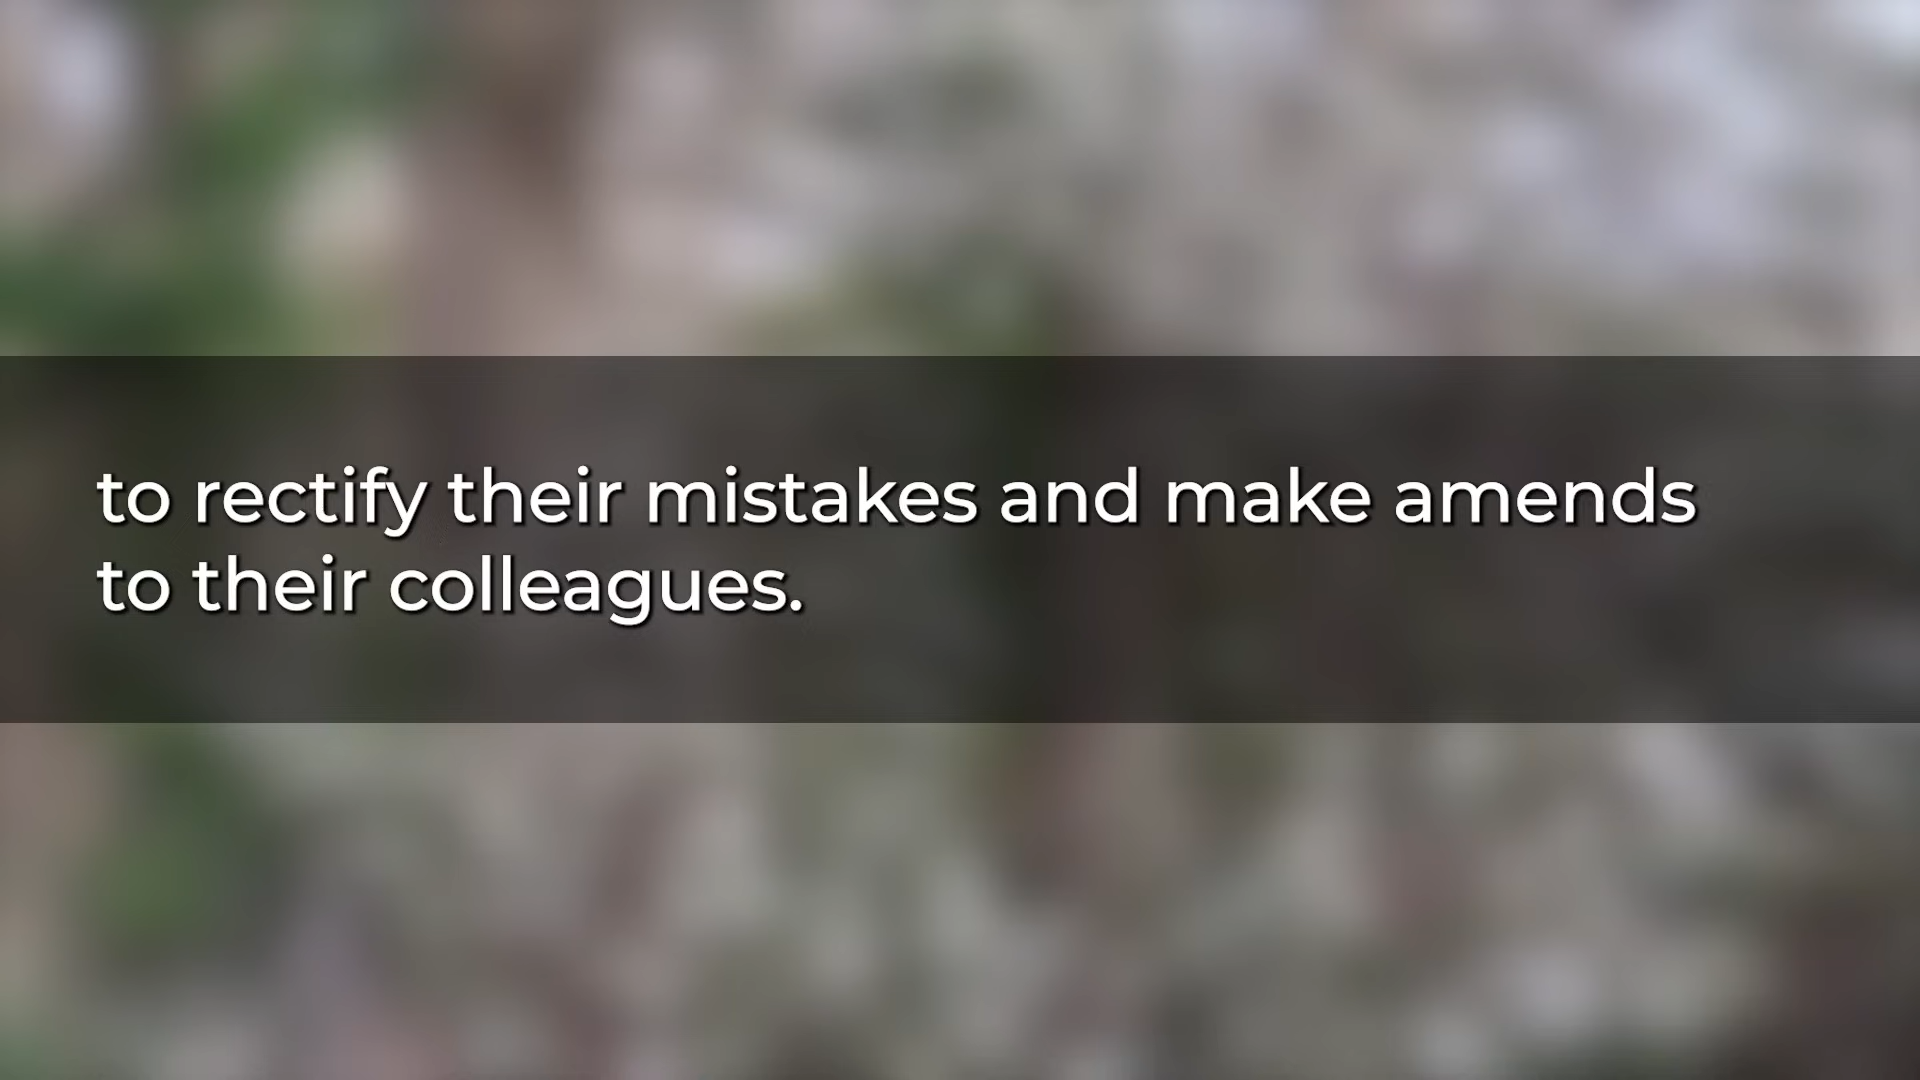 to rectify their mistakes and make amends
to their colleagues.